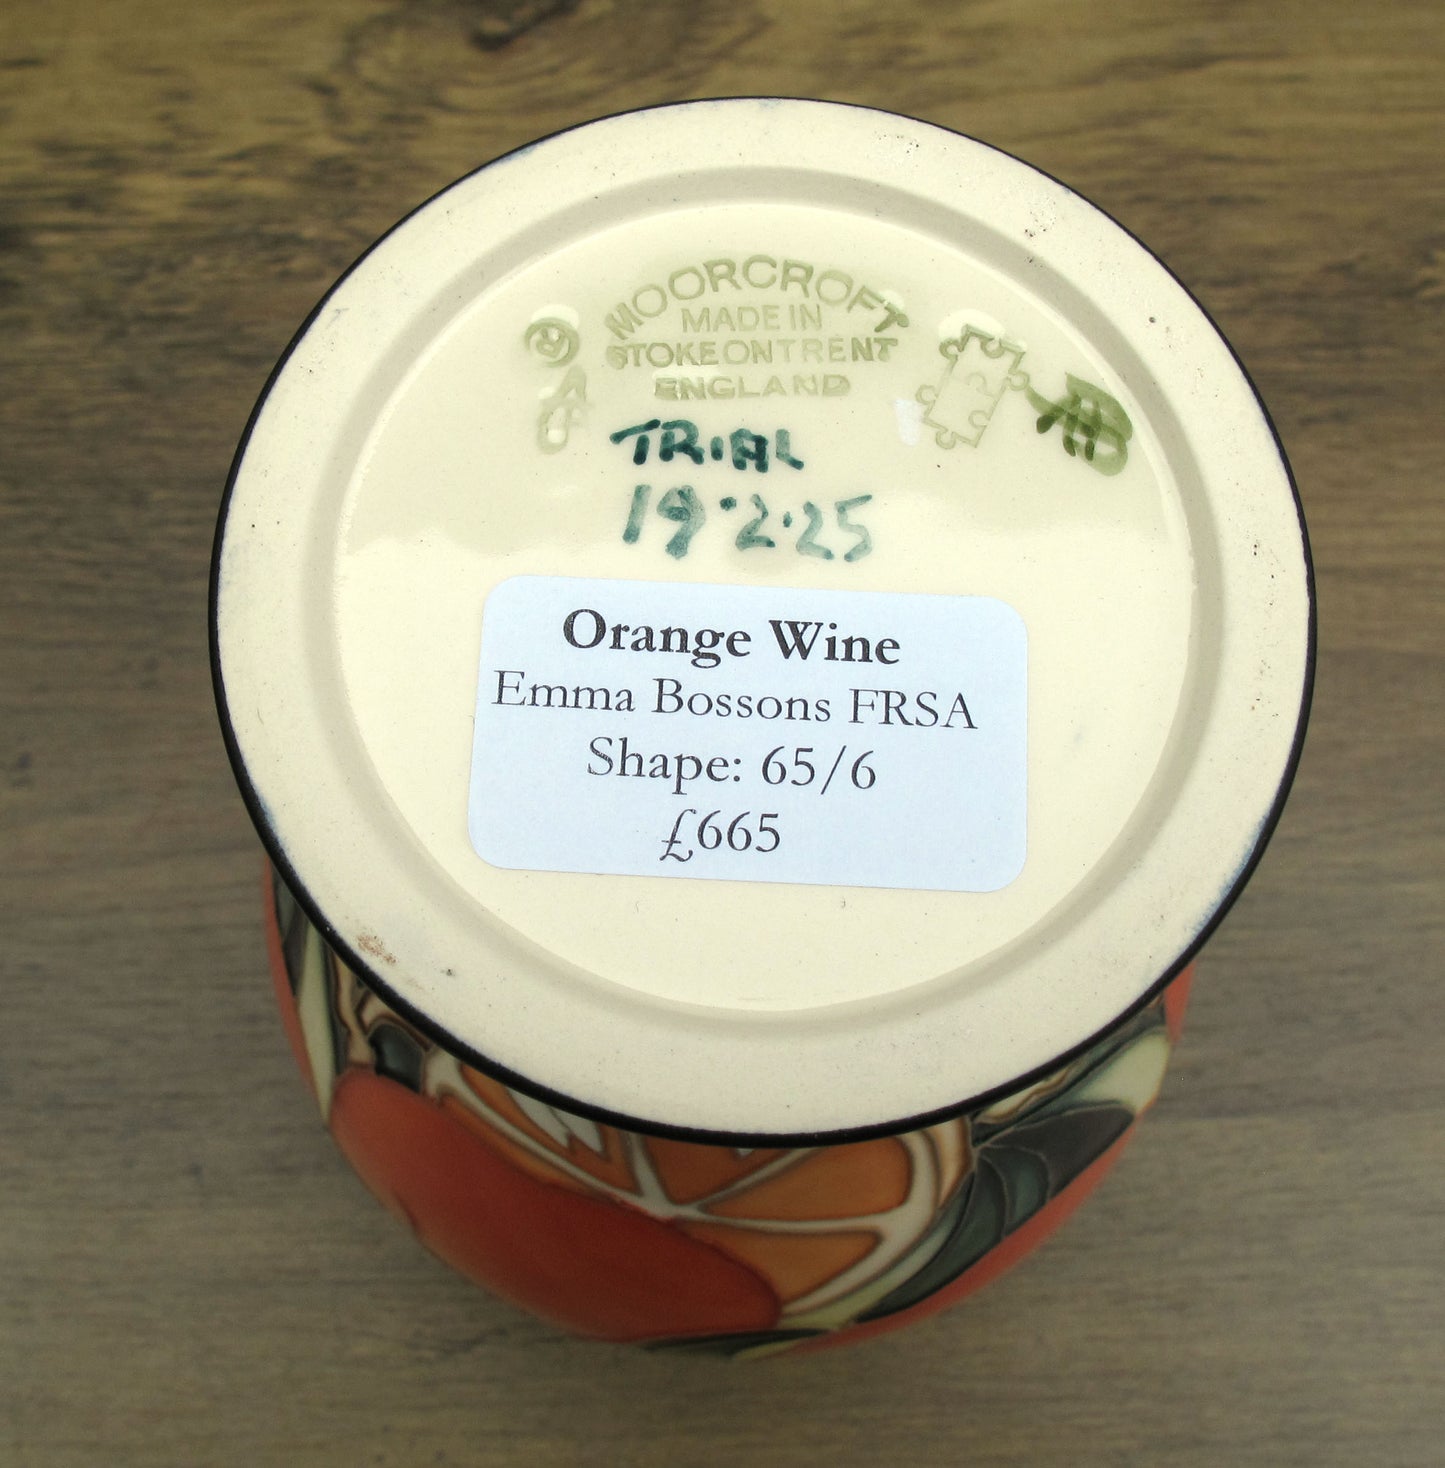 MOORCROFT
MADE IN
STOKE ON TRENT
ENGLAND
TRIAL
19·2·25
Orange Wine
Emma Bossons FRSA
Shape: 65/6
£665